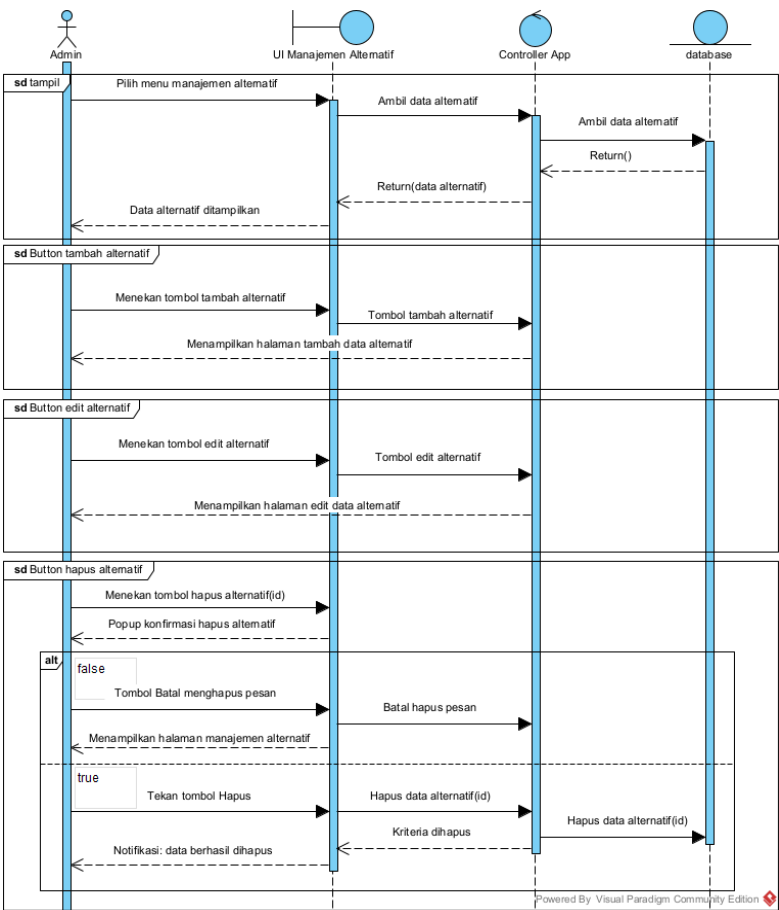 Admin
UI Manajemen Alternatif
Controller App
database
sd tampil
Pilih menu manajemen alternatif
Ambil data alternatif
Ambil data alternatif
Return()
Return(data alternatif)
Data alternatif ditampilkan
sd Button tambah alternatif
Menekan tombol tambah alternatif
Tombol tambah alternatif
Menampilkan halaman tambah data alternatif
sd Button edit alternatif
Menekan tombol edit alternatif
Tombol edit alternatif
Menampilkan halaman edit data alternatif
sd Button hapus alternatif
Menekan tombol hapus alternatif(id)
Popup konfirmasi hapus alternatif
alt
false
Tombol Batal menghapus pesan
Batal hapus pesan
Menampilkan halaman manajemen alternatif
true
Tekan tombol Hapus
Hapus data alternatif(id)
Hapus data alternatif(id)
Kriteria dihapus
Notifikasi: data berhasil dihapus
Powered By Visual Paradigm Community Edition